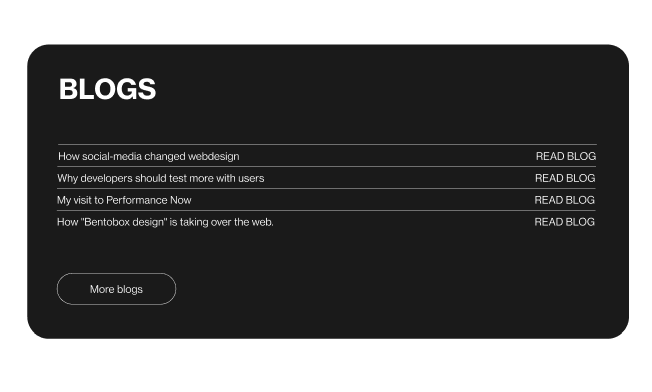 BLOGS
How social-media changed webdesign READ BLOG
Why developers should test more with users READ BLOG
My visit to Performance Now READ BLOG
How "Bentobox design" is taking over the web. READ BLOG
More blogs